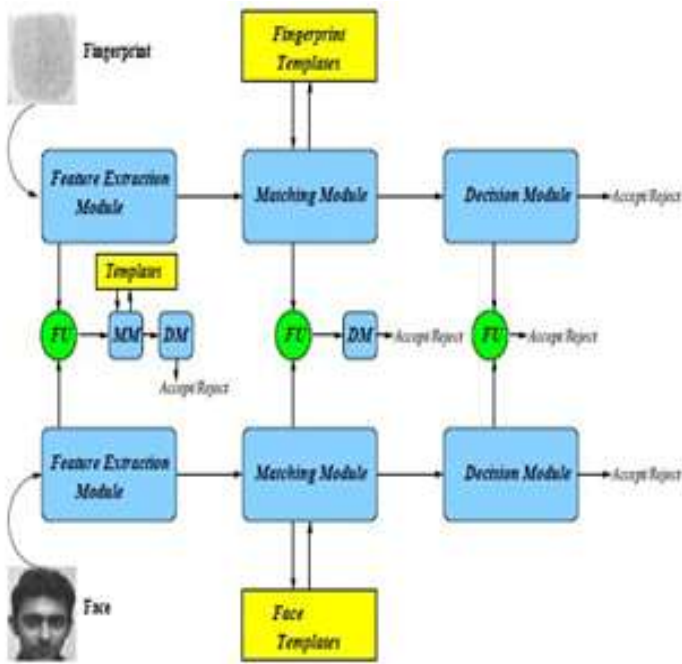 Fingerprint
Fingerprint
Templates
Feature Extraction
Module
Matching Module
Decision Module
Accept/Reject
Templates
FU
MM
DM
FU
DM
Accept/Reject
FU
Accept/Reject
Accept/Reject
Feature Extraction
Module
Matching Module
Decision Module
Accept/Reject
Face
Face
Templates